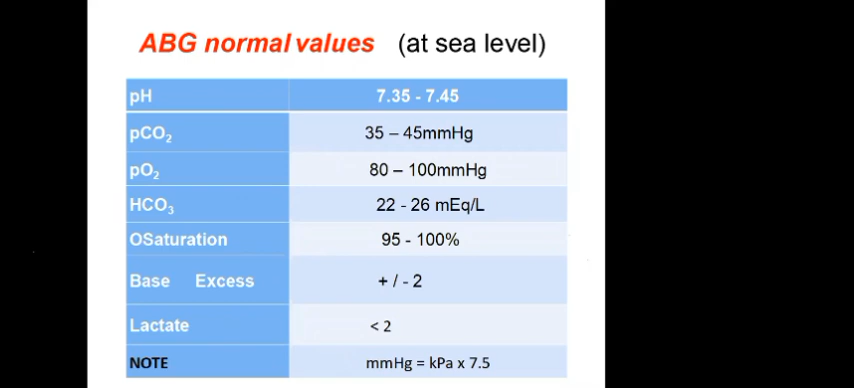 ABG normal values (at sea level)
pH 7.35 - 7.45
pCO₂ 35 – 45mmHg
pO₂ 80 – 100mmHg
HCO₃ 22 - 26 mEq/L
OSaturation 95 - 100%
Base Excess + / - 2
Lactate < 2
NOTE mmHg = kPa x 7.5